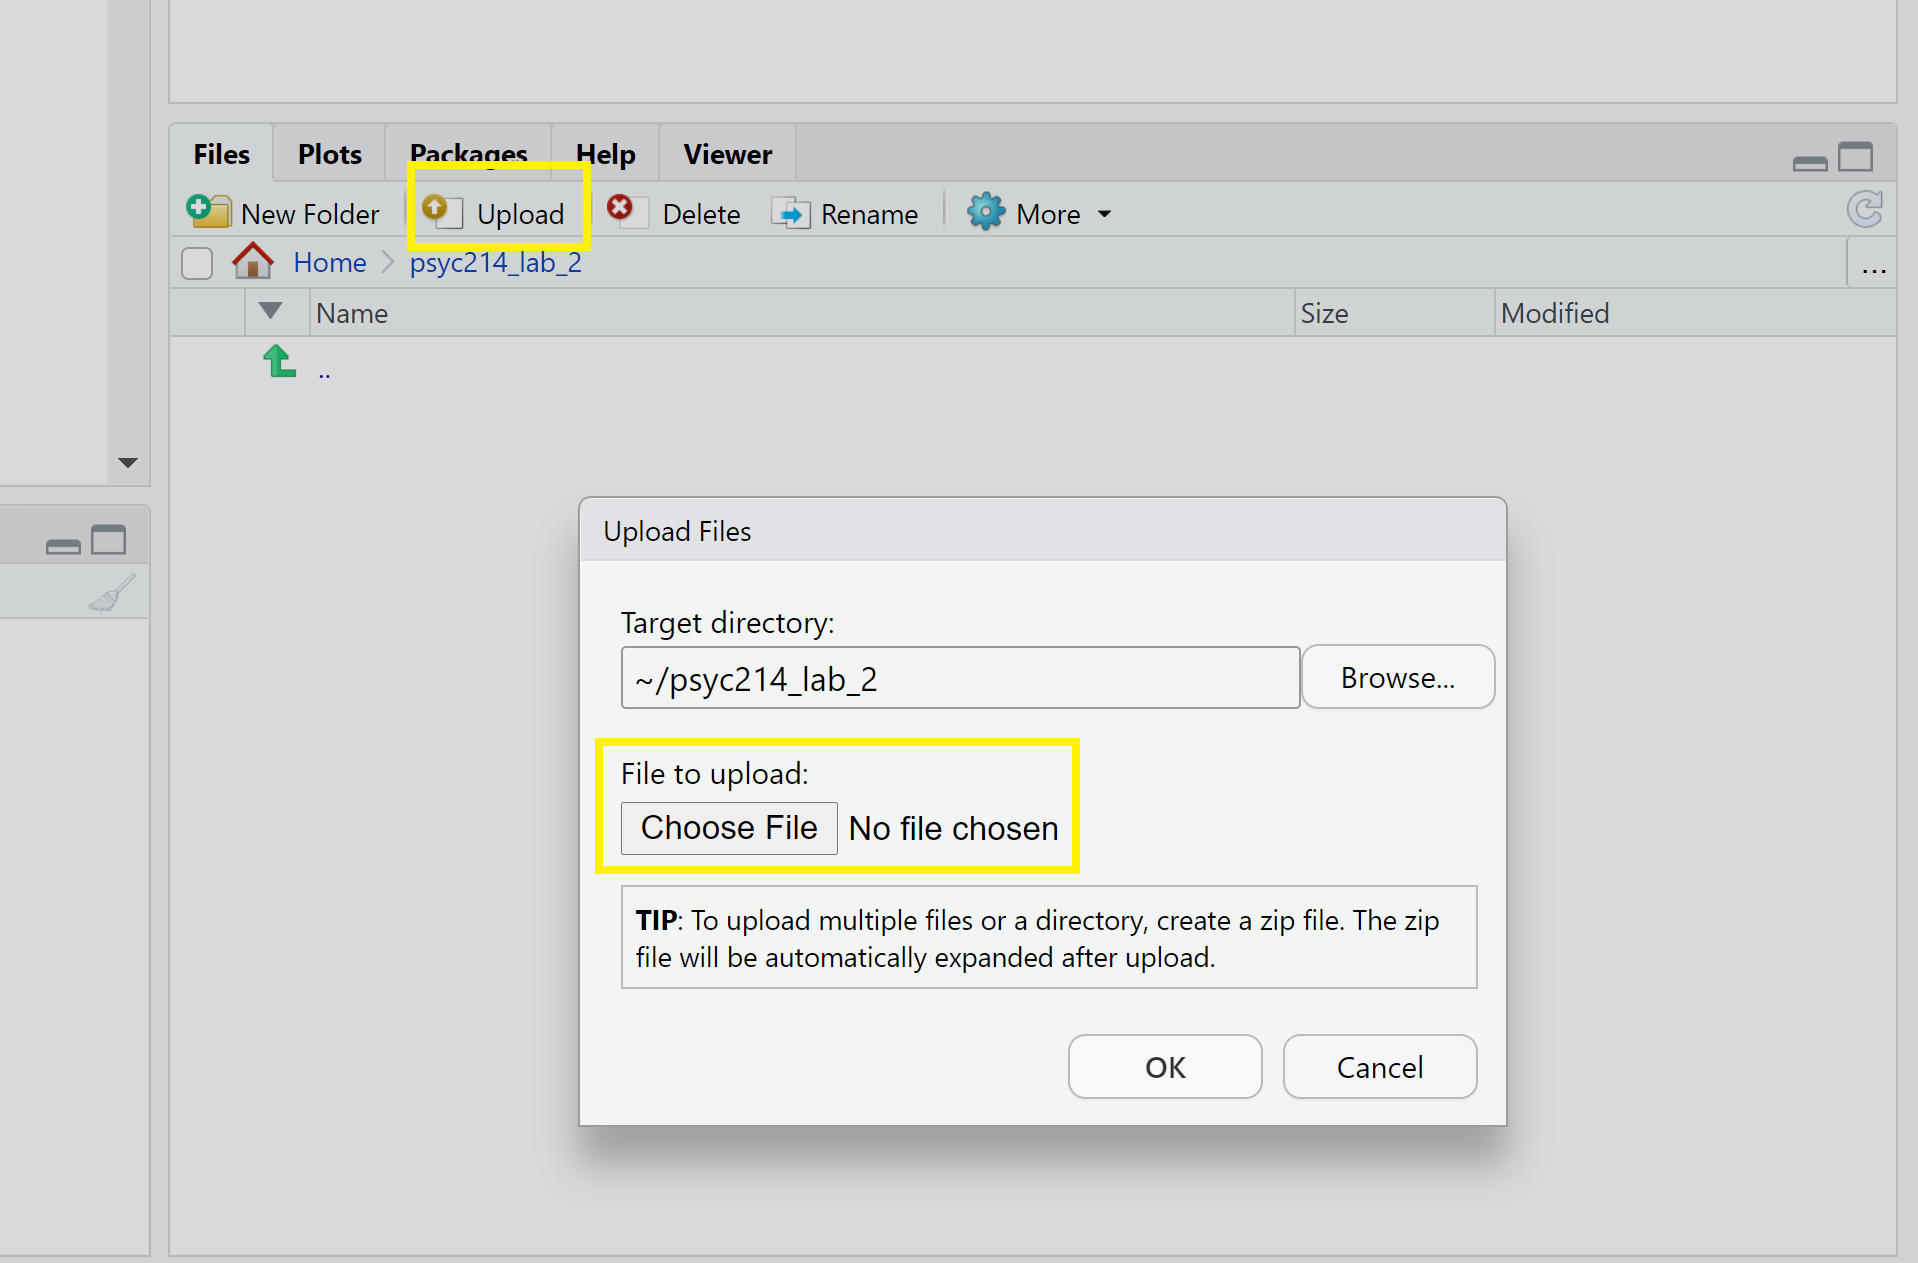 Files Plots Packages Help Viewer
New Folder Upload Delete Rename More
Home psyc214_lab_2 ...
Name Size Modified
..
Upload Files
Target directory:
~/psyc214_lab_2 Browse...
File to upload:
Choose File No file chosen
TIP: To upload multiple files or a directory, create a zip file. The zip
file will be automatically expanded after upload.
OK Cancel